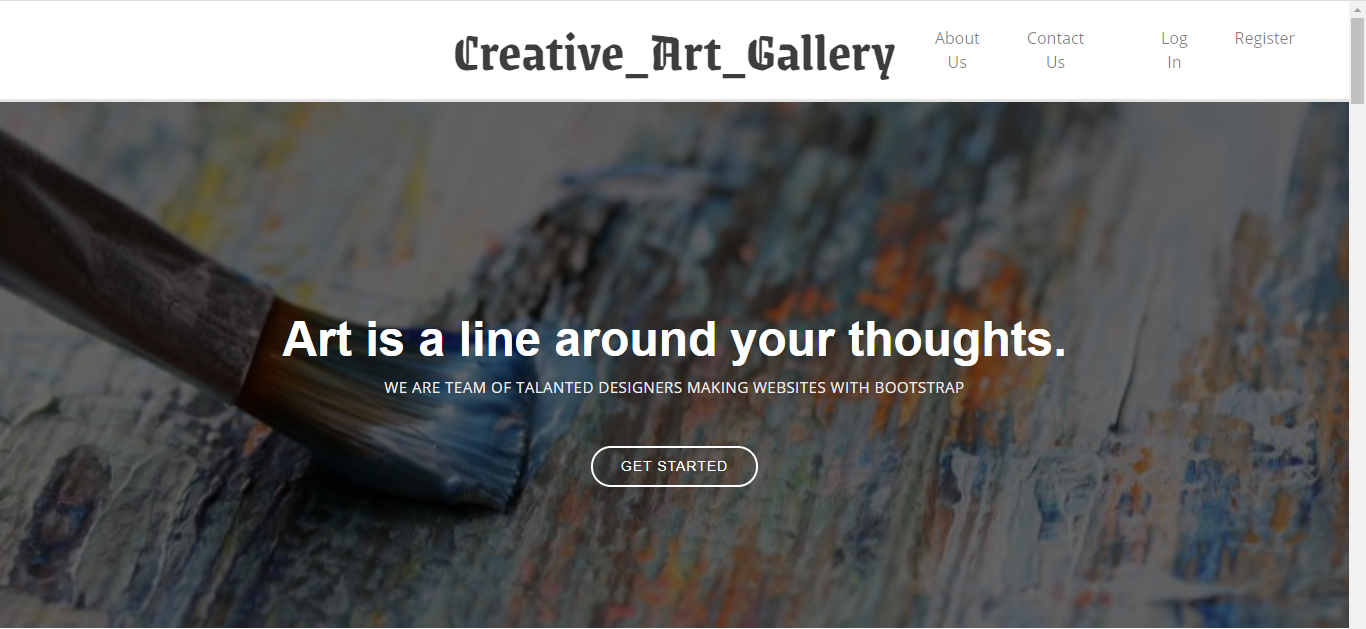 Creative_Art_Gallery
About Us
Contact Us
Log In
Register
Art is a line around your thoughts.
WE ARE TEAM OF TALANTED DESIGNERS MAKING WEBSITES WITH BOOTSTRAP
GET STARTED